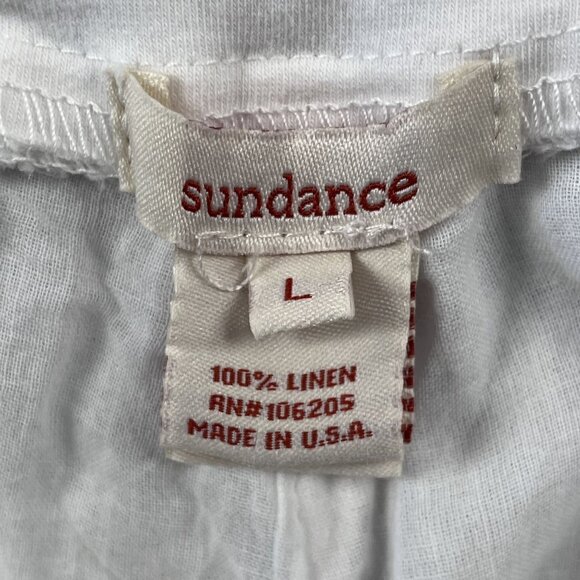 sundance
L
100% LINEN
RN#106205
MADE IN U.S.A.